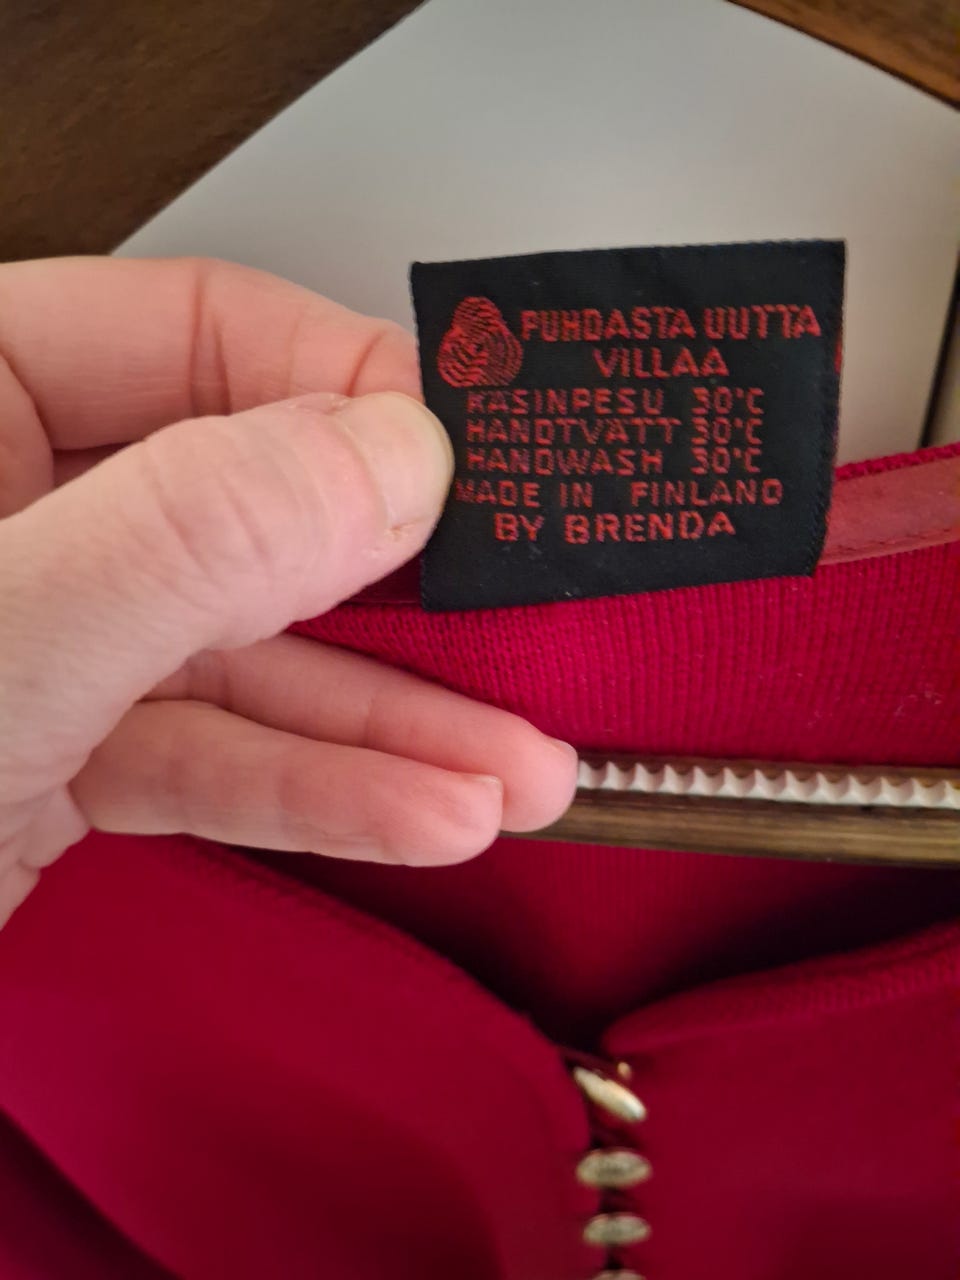 PUHDASTA UUTTA
VILLAA
KÄSINPESU 30°C
HANDTVÄTT 30°C
HANDWASH 30°C
MADE IN FINLAND
BY BRENDA